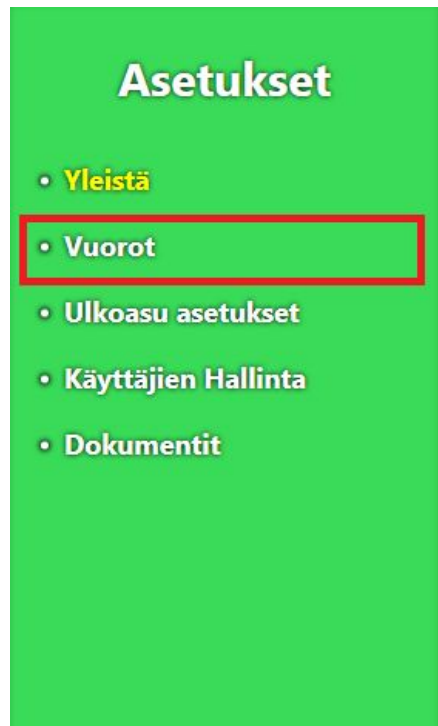 Asetukset
Yleistä
Vuorot
Ulkoasu asetukset
Käyttäjien Hallinta
Dokumentit